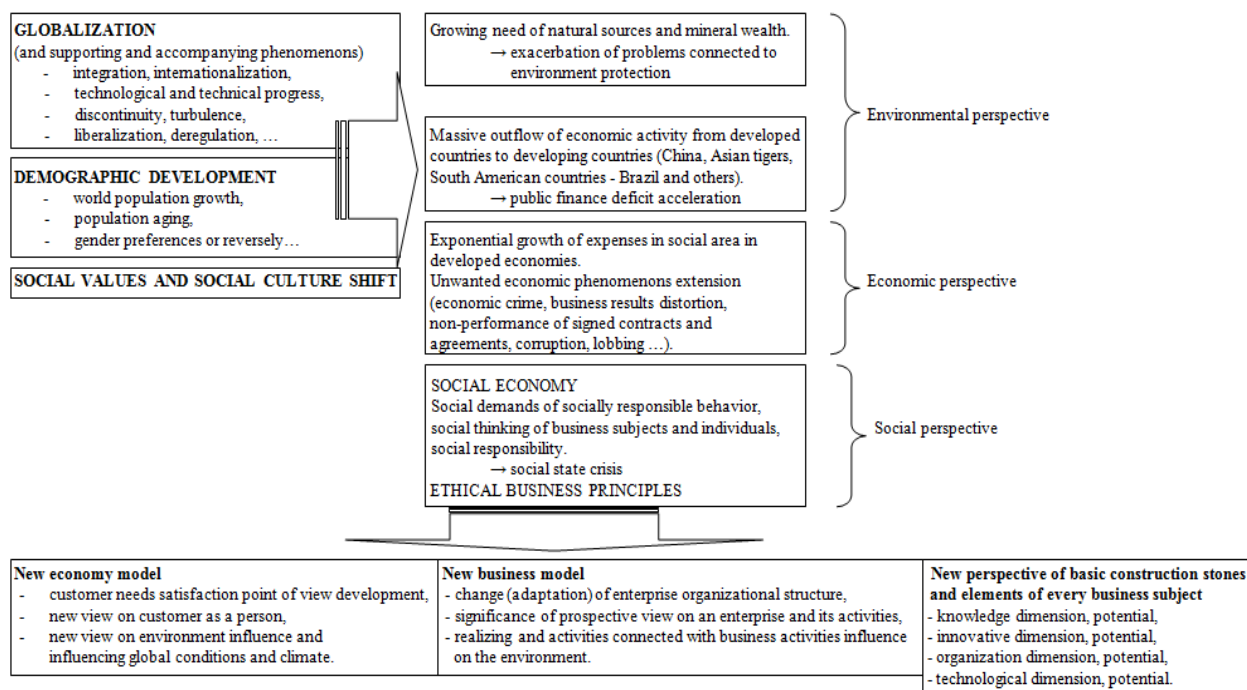 GLOBALIZATION
(and supporting and accompanying phenomenons)
- integration, internationalization,
- technological and technical progress,
- discontinuity, turbulence,
- liberalization, deregulation, …
DEMOGRAPHIC DEVELOPMENT
- world population growth,
- population aging,
- gender preferences or reversely…
SOCIAL VALUES AND SOCIAL CULTURE SHIFT
Growing need of natural sources and mineral wealth.
→ exacerbation of problems connected to
environment protection
Massive outflow of economic activity from developed
countries to developing countries (China, Asian tigers,
South American countries - Brazil and others).
→ public finance deficit acceleration
Environmental perspective
Exponential growth of expenses in social area in
developed economies.
Unwanted economic phenomenons extension
(economic crime, business results distortion,
non-performance of signed contracts and
agreements, corruption, lobbing …).
Economic perspective
SOCIAL ECONOMY
Social demands of socially responsible behavior,
social thinking of business subjects and individuals,
social responsibility.
→ social state crisis
ETHICAL BUSINESS PRINCIPLES
Social perspective
New economy model
- customer needs satisfaction point of view development,
- new view on customer as a person,
- new view on environment influence and
influencing global conditions and climate.
New business model
- change (adaptation) of enterprise organizational structure,
- significance of prospective view on an enterprise and its activities,
- realizing and activities connected with business activities influence
on the environment.
New perspective of basic construction stones
and elements of every business subject
- knowledge dimension, potential,
- innovative dimension, potential,
- organization dimension, potential,
- technological dimension, potential.